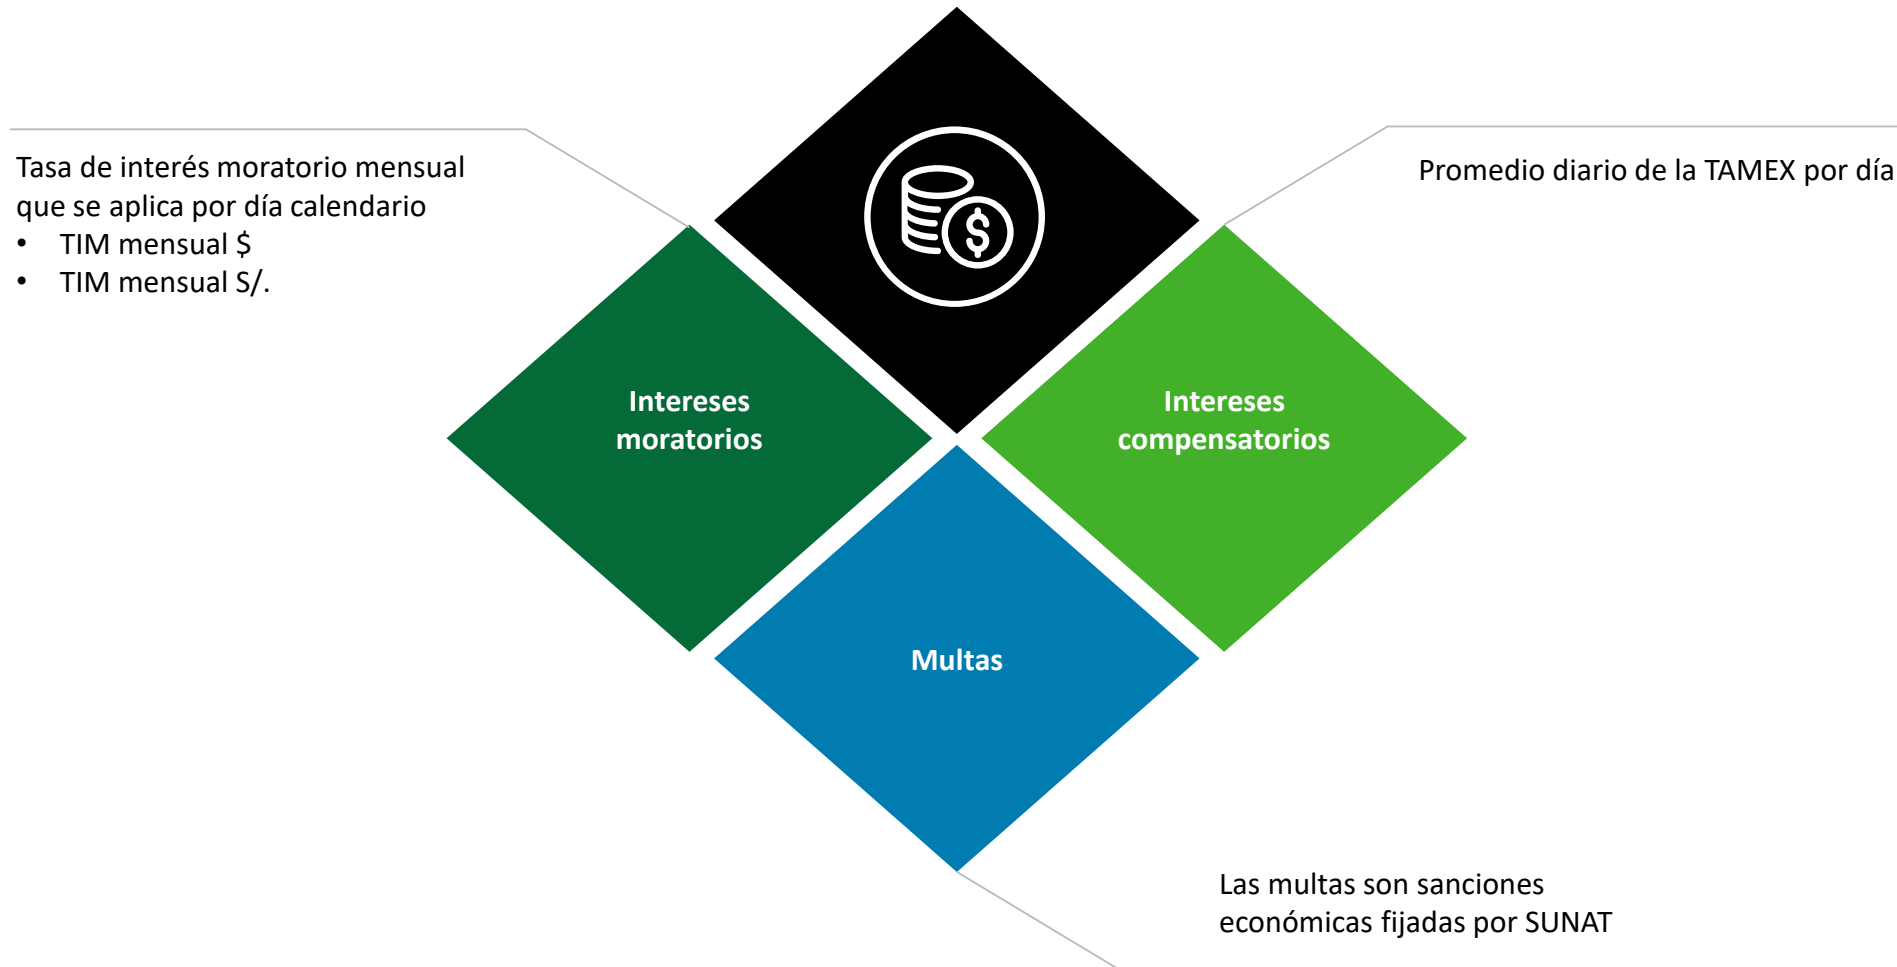 Tasa de interés moratorio mensual
que se aplica por día calendario
• TIM mensual $
• TIM mensual S/.
Promedio diario de la TAMEX por día
$
Intereses
moratorios
Intereses
compensatorios
Multas
Las multas son sanciones
económicas fijadas por SUNAT